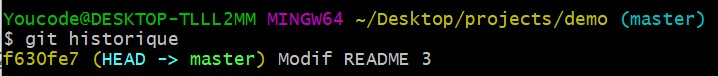 Youcode@DESKTOP-TLLL2MM MINGW64 ~/Desktop/projects/demo (master)
$ git historique
f630fe7 (HEAD -> master) Modif README 3